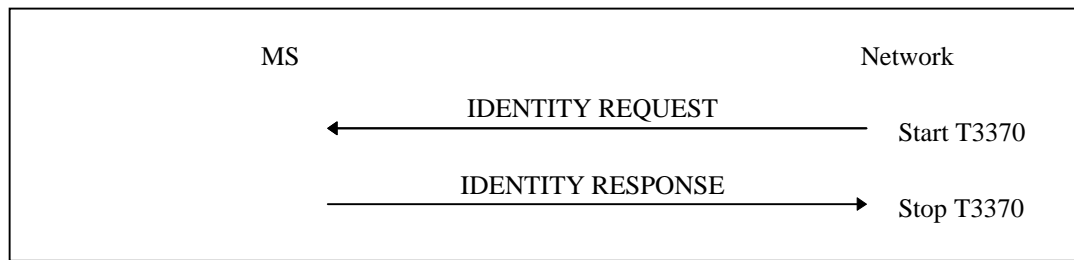 MS Network
IDENTITY REQUEST
Start T3370
IDENTITY RESPONSE
Stop T3370